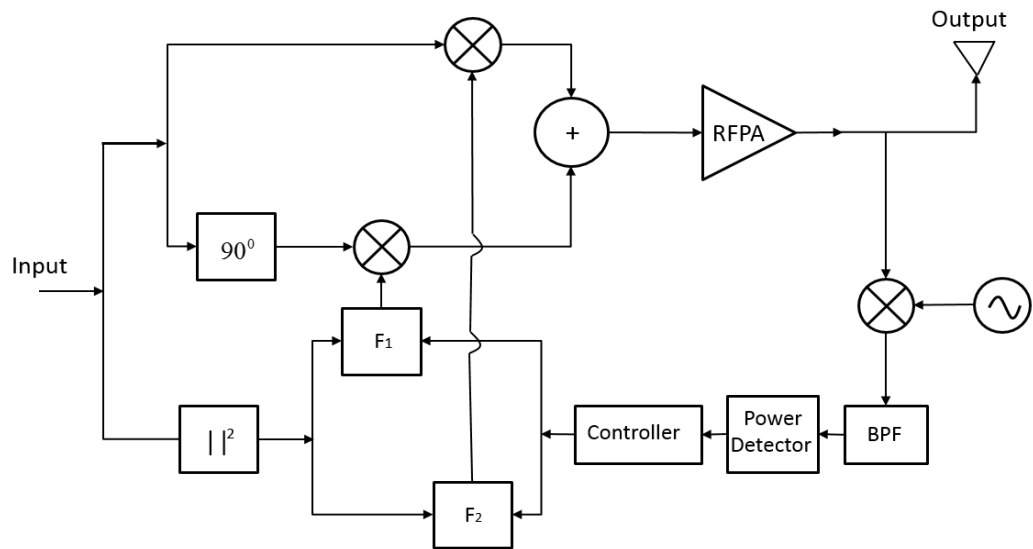 Output
+
RFPA
90⁰
Input
F₁
| |²
Controller
Power
Detector
BPF
F₂